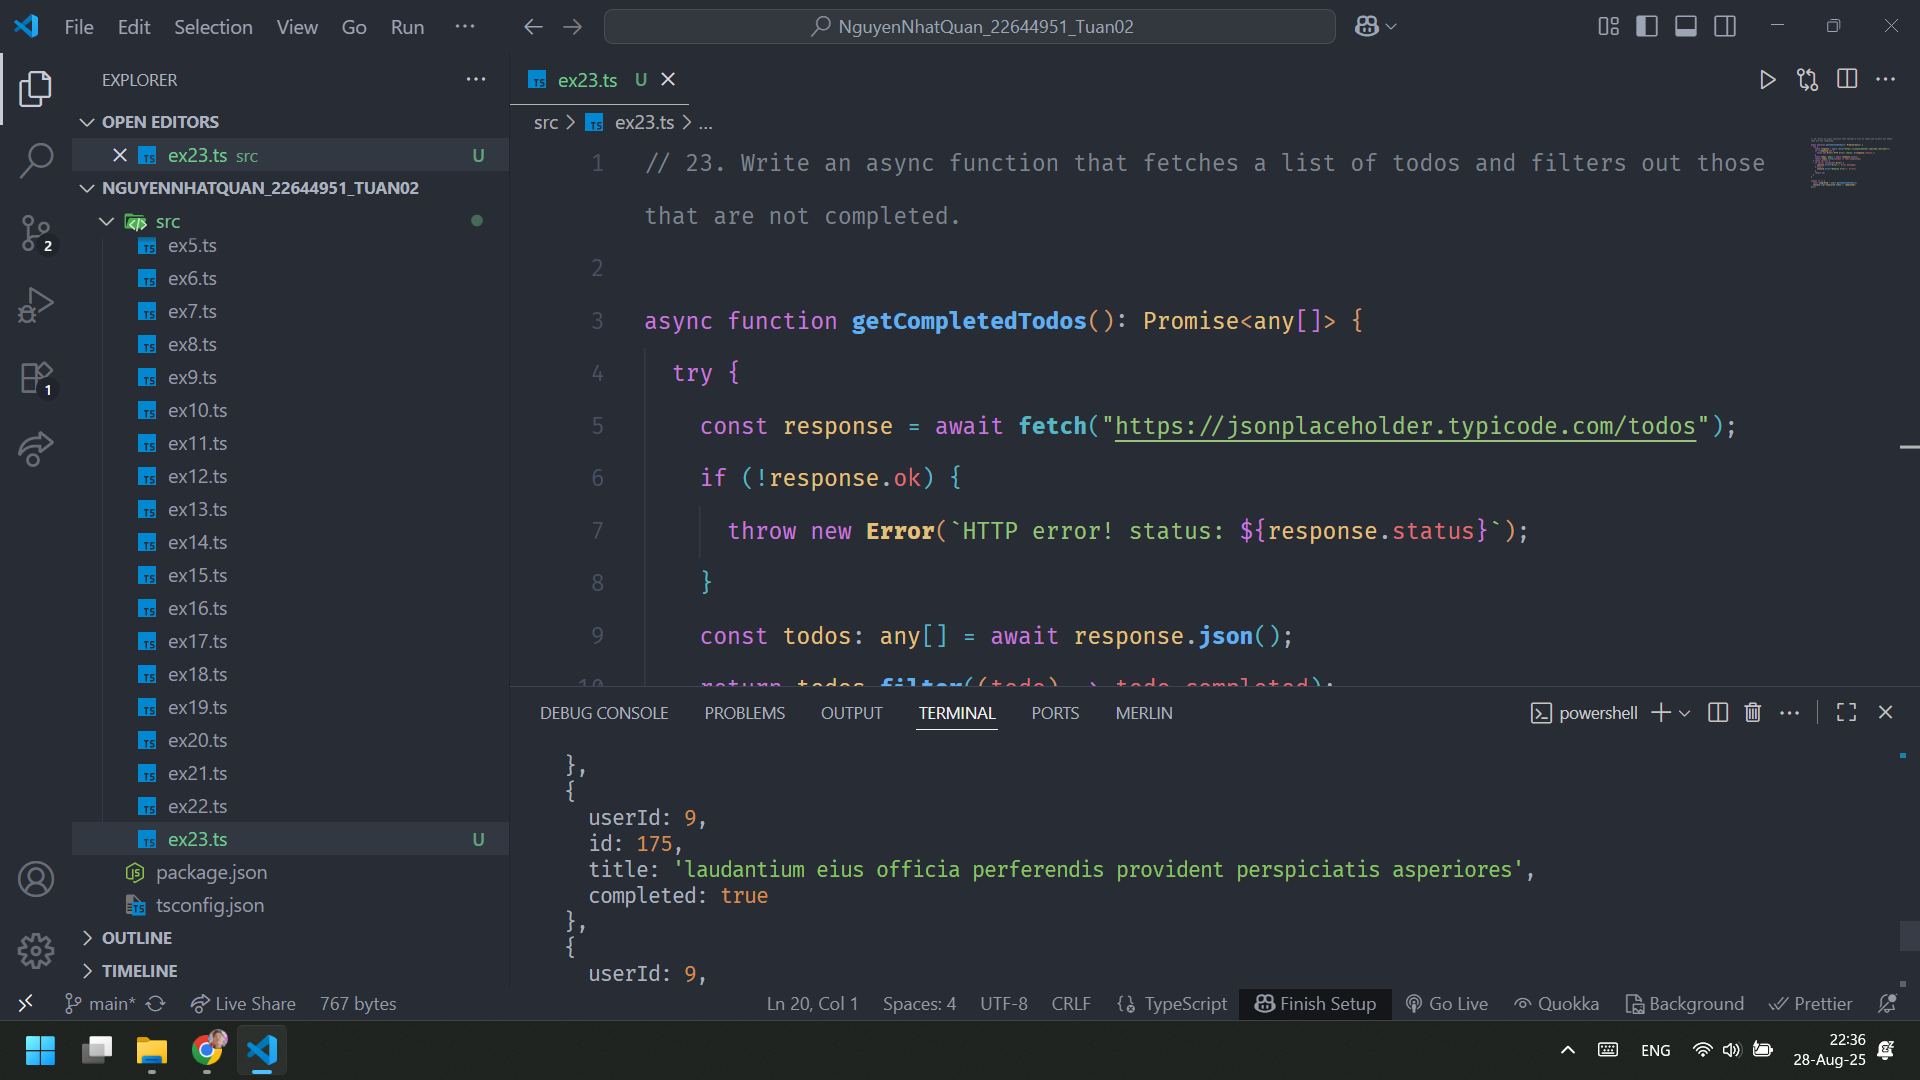 File Edit Selection View Go Run ···
NguyenNhatQuan_22644951_Tuan02
EXPLORER
OPEN EDITORS
ex23.ts src U
NGUYENNHATQUAN_22644951_TUAN02
src
ex5.ts
ex6.ts
ex7.ts
ex8.ts
ex9.ts
ex10.ts
ex11.ts
ex12.ts
ex13.ts
ex14.ts
ex15.ts
ex16.ts
ex17.ts
ex18.ts
ex19.ts
ex20.ts
ex21.ts
ex22.ts
ex23.ts U
package.json
tsconfig.json
OUTLINE
TIMELINE
2
1
ex23.ts U
src > ex23.ts > ...
1 // 23. Write an async function that fetches a list of todos and filters out those
that are not completed.
2
3 async function getCompletedTodos(): Promise<any[]> {
4 try {
5 const response = await fetch("https://jsonplaceholder.typicode.com/todos");
6 if (!response.ok) {
7 throw new Error(`HTTP error! status: ${response.status}`);
8 }
9 const todos: any[] = await response.json();
10 return todos.filter((todo) => todo.completed);
DEBUG CONSOLE PROBLEMS OUTPUT TERMINAL PORTS MERLIN
powershell
},
{
userId: 9,
id: 175,
title: 'laudantium eius officia perferendis provident perspiciatis asperiores',
completed: true
},
{
userId: 9,
main* Live Share 767 bytes Ln 20, Col 1 Spaces: 4 UTF-8 CRLF {} TypeScript Finish Setup Go Live Quokka Background Prettier
ENG
22:36
28-Aug-25